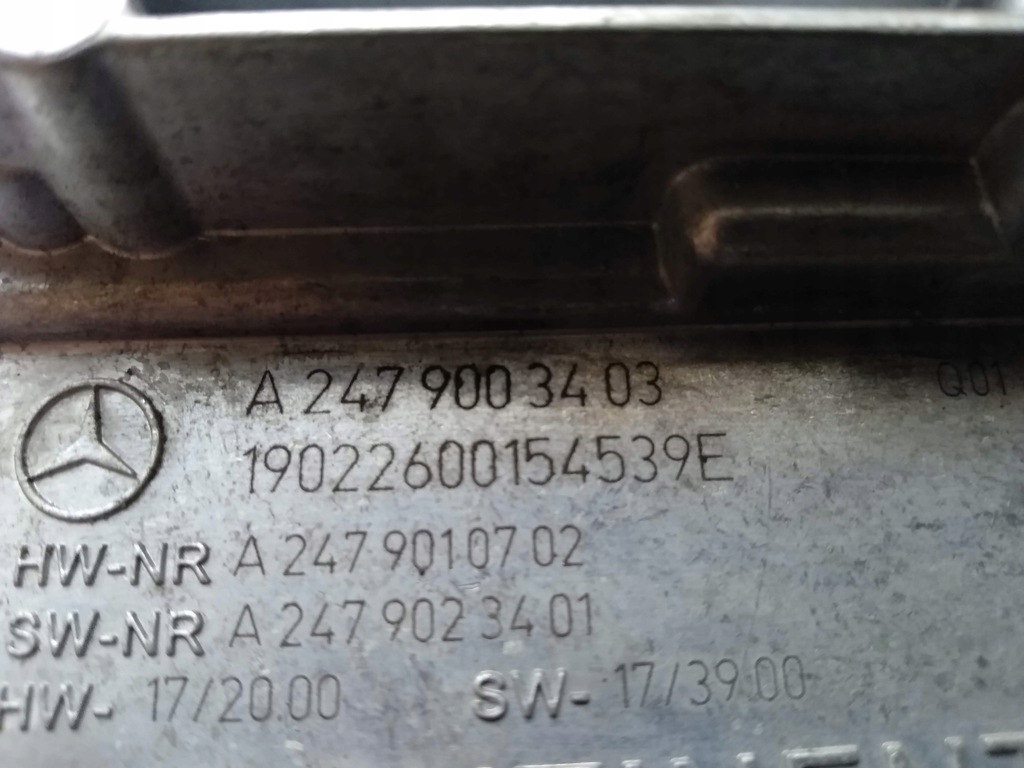 A 247 900 34 03 Q01
19022600154539E
HW-NR A 247 901 07 02
SW-NR A 247 902 34 01
HW- 17/20.00 SW- 17/39.00